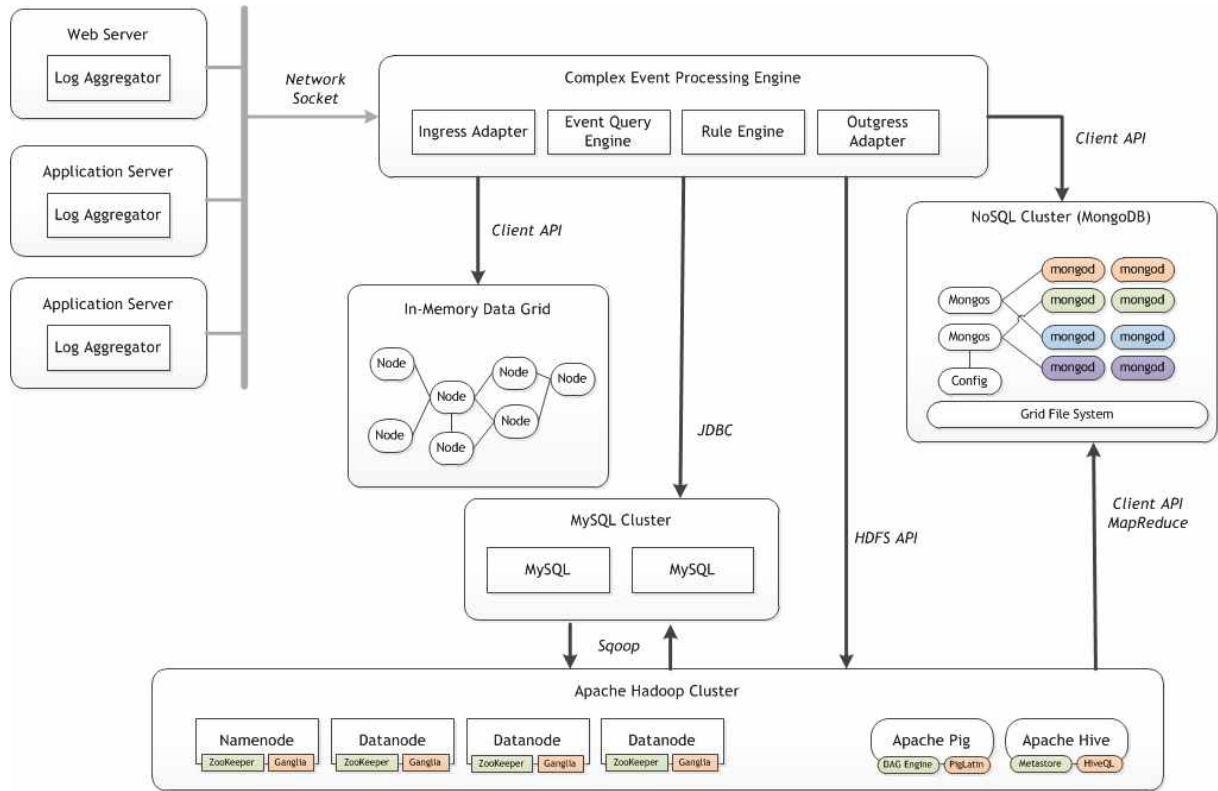 Web Server
Log Aggregator
Application Server
Log Aggregator
Application Server
Log Aggregator
Network
Socket
Complex Event Processing Engine
Ingress Adapter
Event Query
Engine
Rule Engine
Outgress
Adapter
Client API
Client API
JDBC
HDFS API
In-Memory Data Grid
Node
Node
Node
Node
Node
Node
Node
NoSQL Cluster (MongoDB)
Mongos
Mongos
Config
mongod
mongod
mongod
mongod
mongod
mongod
mongod
mongod
Grid File System
Client API
MapReduce
MySQL Cluster
MySQL
MySQL
Sqoop
Apache Hadoop Cluster
Namenode
ZooKeeper
Ganglia
Datanode
ZooKeeper
Ganglia
Datanode
ZooKeeper
Ganglia
Datanode
ZooKeeper
Ganglia
Apache Pig
DAG Engine
PigLatin
Apache Hive
Metastore
HiveQL